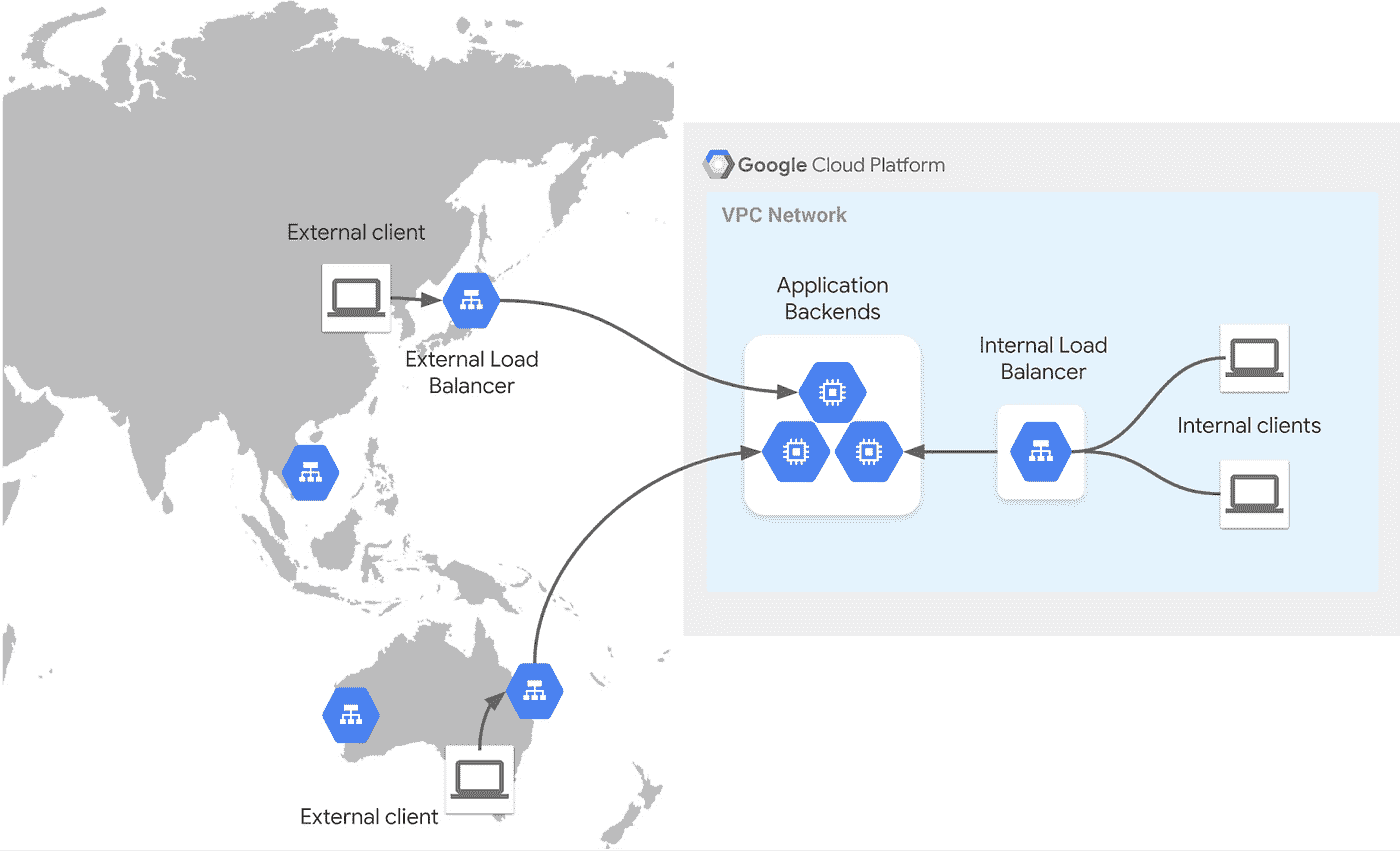 Google Cloud Platform
VPC Network
External client
External Load
Balancer
Application
Backends
Internal Load
Balancer
Internal clients
External client